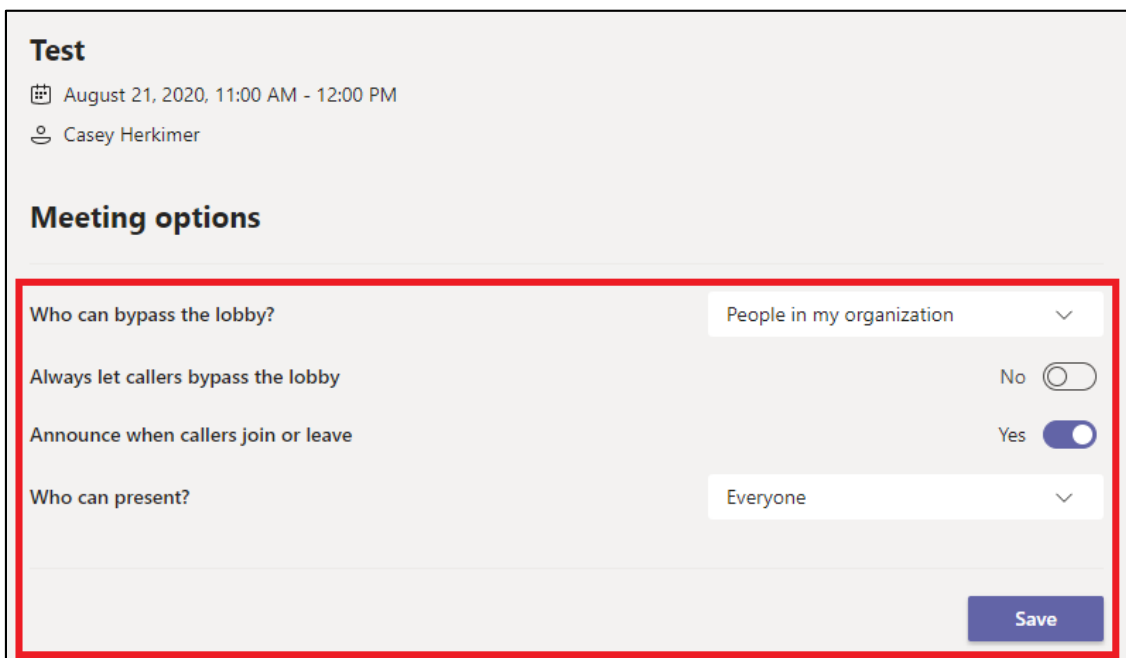 Test
August 21, 2020, 11:00 AM - 12:00 PM
Casey Herkimer
Meeting options
Who can bypass the lobby? People in my organization
Always let callers bypass the lobby No
Announce when callers join or leave Yes
Who can present? Everyone
Save